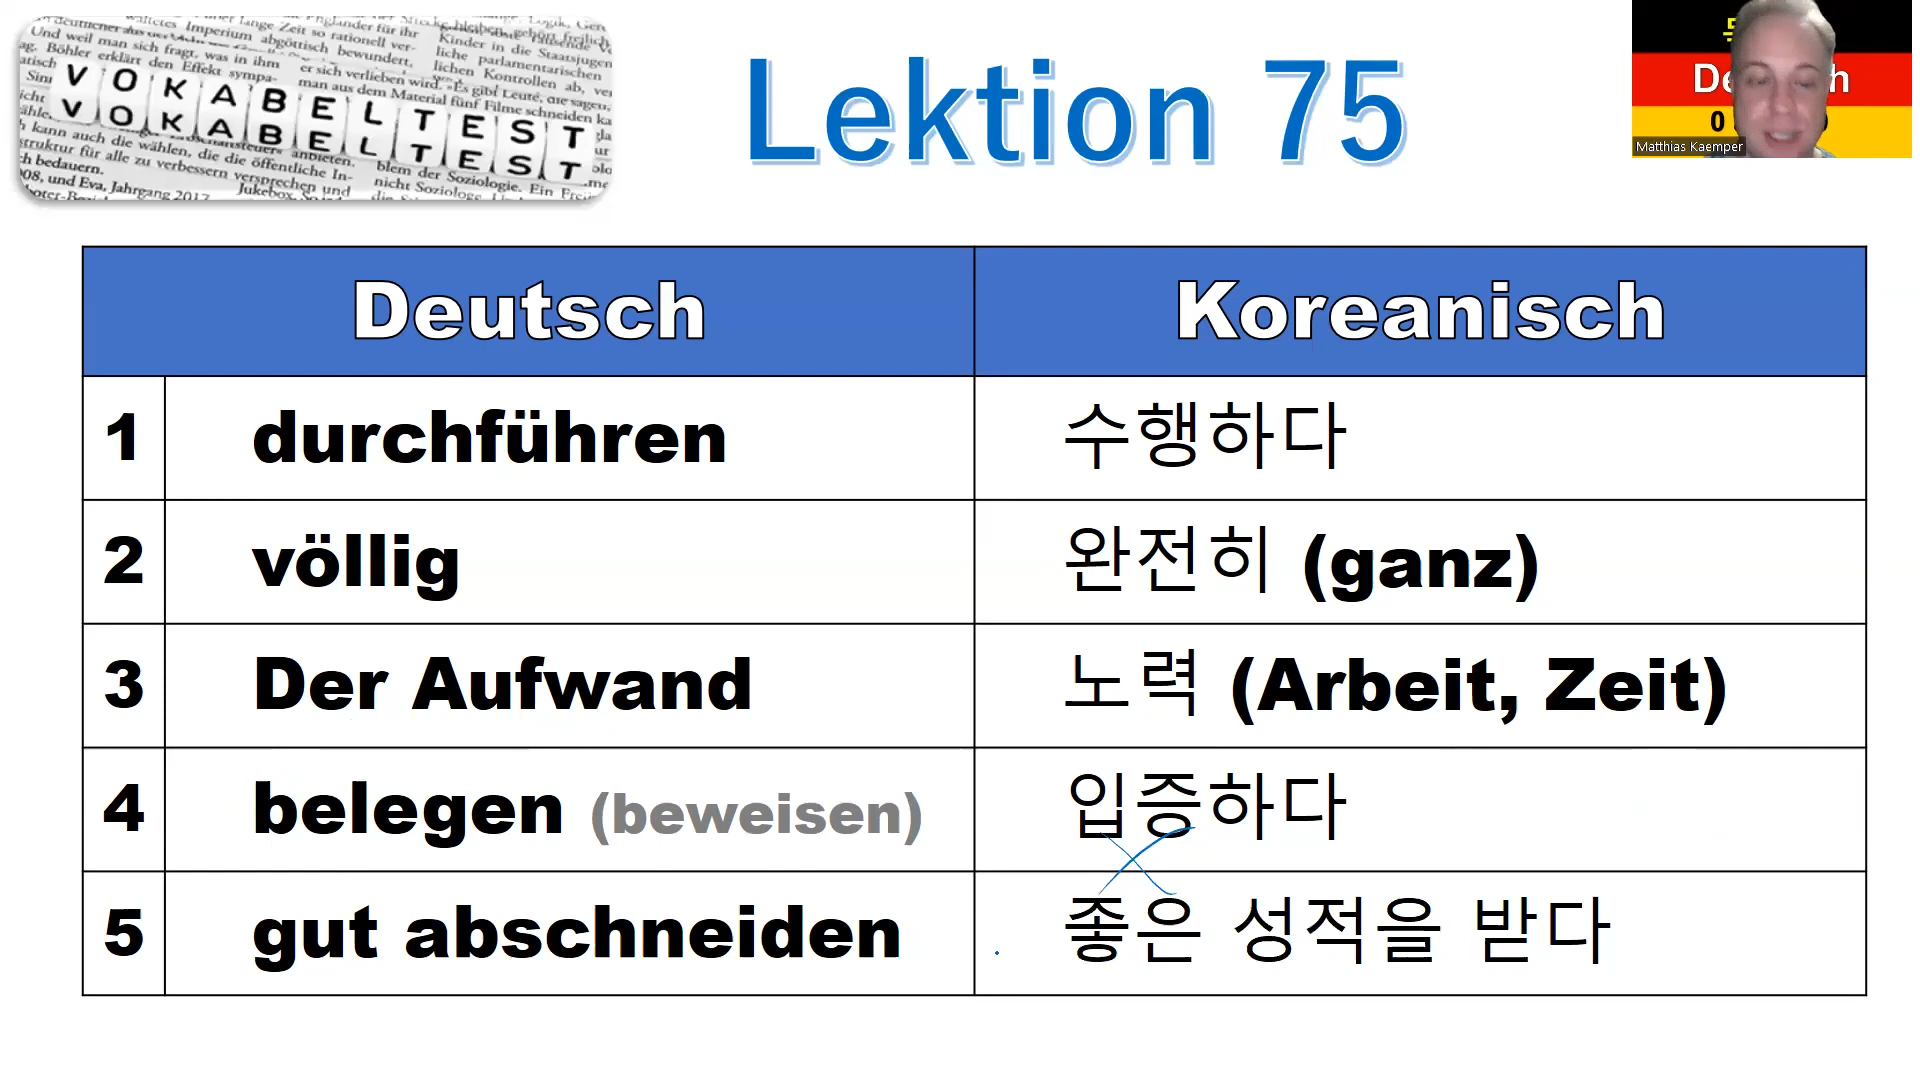 VOKABELTEST
VOKABELTEST
Lektion 75
Matthias Kaemper
Deutsch Koreanisch
1 durchführen 수행하다
2 völlig 완전히 (ganz)
3 Der Aufwand 노력 (Arbeit, Zeit)
4 belegen (beweisen) 입증하다
5 gut abschneiden 좋은 성적을 받다